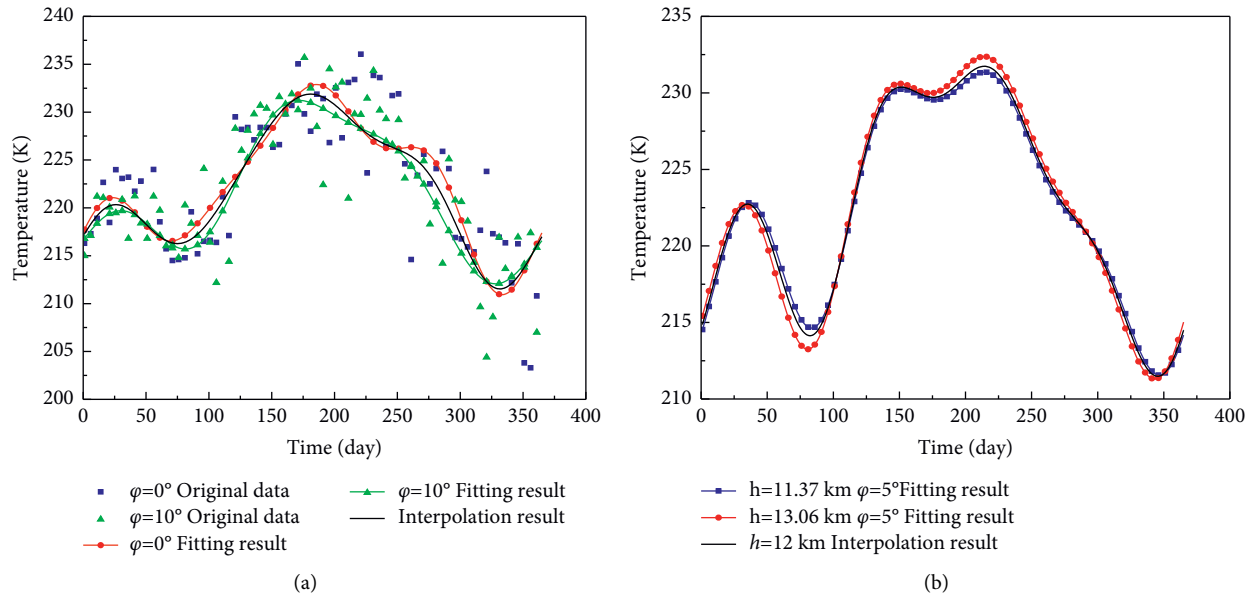 240
235
230
225
220
215
210
205
200
Temperature (K)
0 50 100 150 200 250 300 350 400
Time (day)
φ=0° Original data
φ=10° Original data
φ=0° Fitting result
φ=10° Fitting result
Interpolation result
(a)
235
230
225
220
215
210
Temperature (K)
0 50 100 150 200 250 300 350 400
Time (day)
h=11.37 km φ=5°Fitting result
h=13.06 km φ=5° Fitting result
h=12 km Interpolation result
(b)